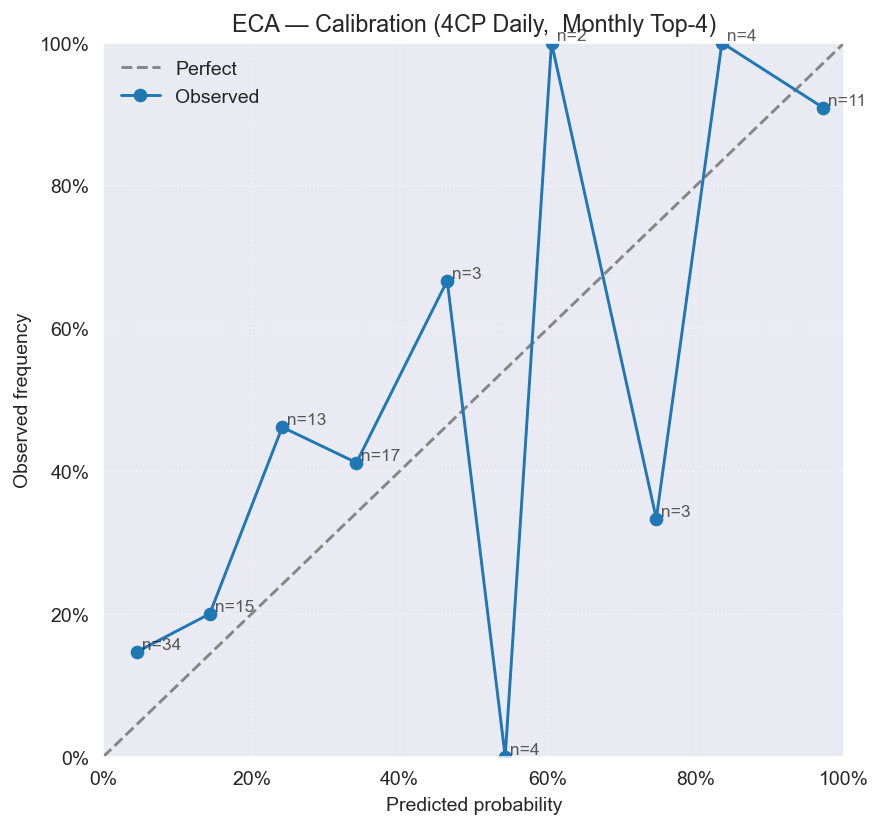 ECA — Calibration (4CP Daily,  Monthly Top-4)
100%
80%
60%
40%
20%
0%
Observed frequency
Perfect
Observed
n=34
n=15
n=13
n=17
n=3
n=4
n=2
n=3
n=4
n=11
0%
20%
40%
60%
80%
100%
Predicted probability